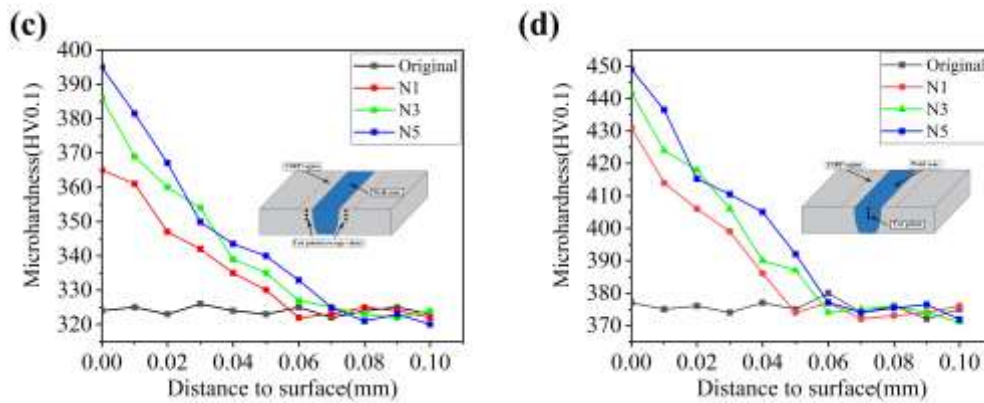 (c)
Microhardness(HV0.1)
400
390
380
370
360
350
340
330
320
0.00
0.02
0.04
0.06
0.08
0.10
Distance to surface(mm)
Original
N1
N3
N5
(d)
Microhardness(HV0.1)
450
440
430
420
410
400
390
380
370
0.00
0.02
0.04
0.06
0.08
0.10
Distance to surface(mm)
Original
N1
N3
N5